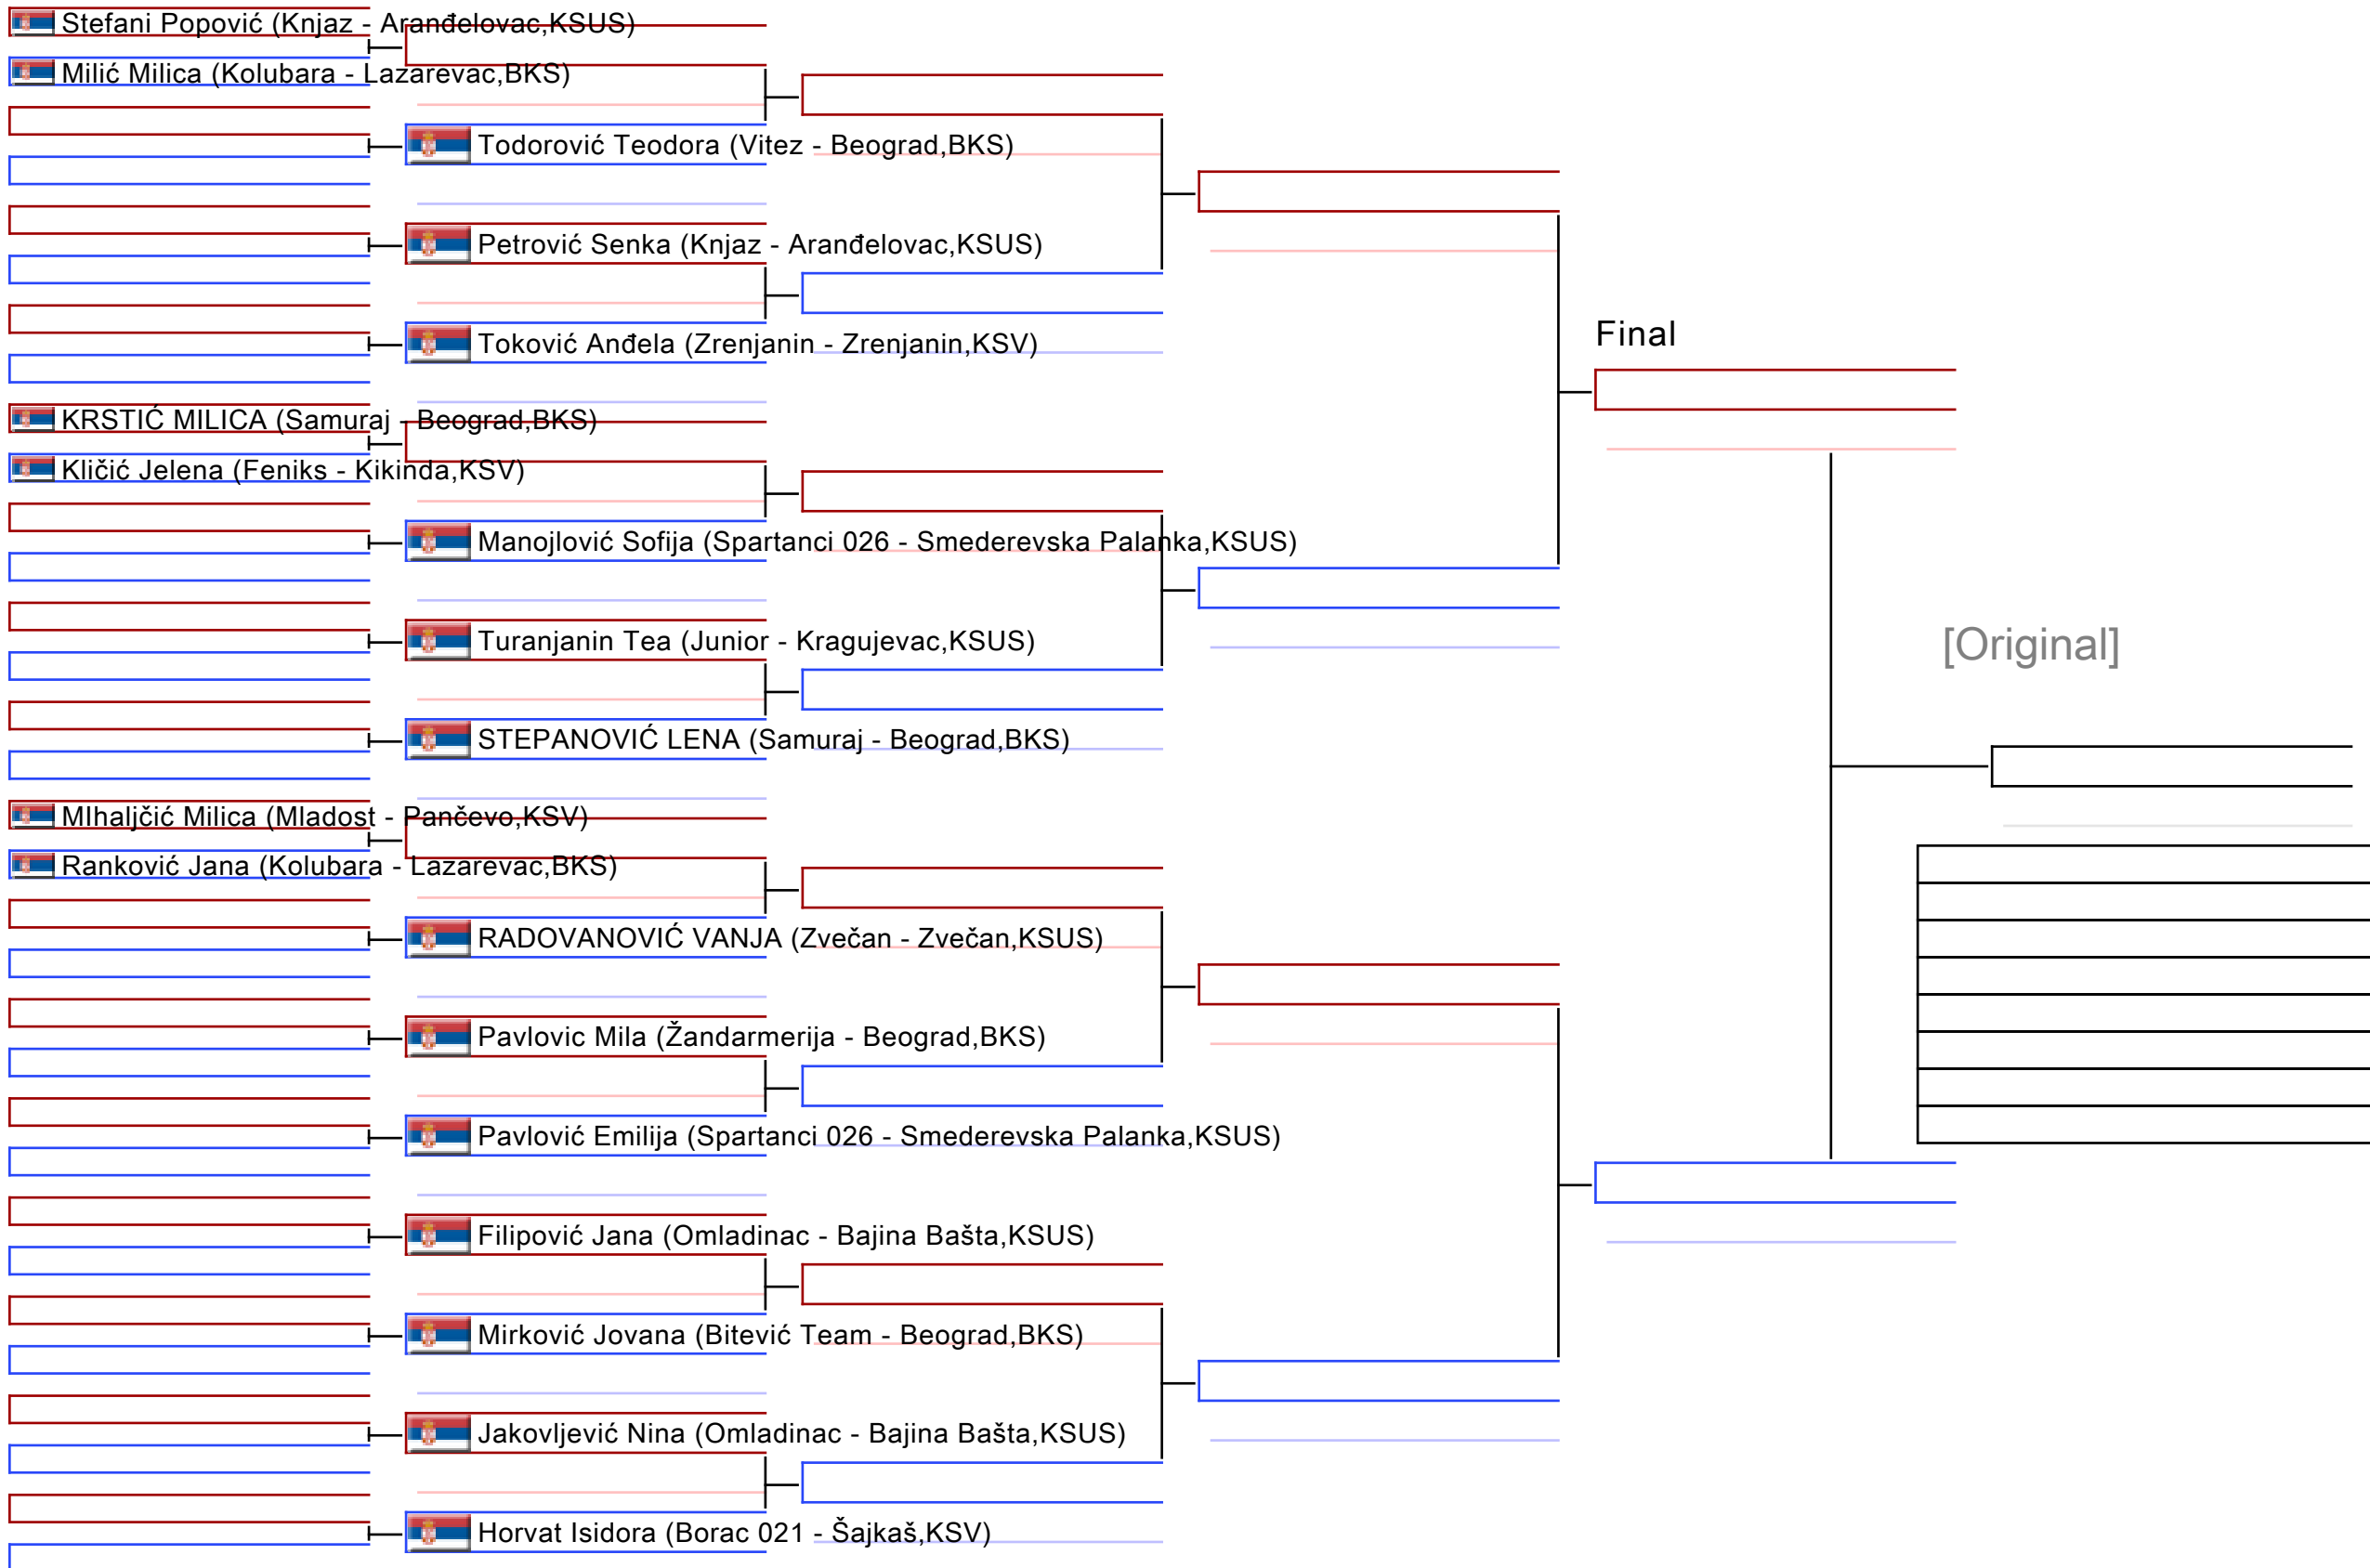 Stefani Popović (Knjaz - Aranđelovac,KSUS)
Milić Milica (Kolubara - Lazarevac,BKS)
Todorović Teodora (Vitez - Beograd,BKS)
Petrović Senka (Knjaz - Aranđelovac,KSUS)
Final
Toković Anđela (Zrenjanin - Zrenjanin,KSV)
KRSTIĆ MILICA (Samuraj - Beograd,BKS)
Kličić Jelena (Feniks - Kikinda,KSV)
Manojlović Sofija (Spartanci 026 - Smederevska Palanka,KSUS)
Turanjanin Tea (Junior - Kragujevac,KSUS)
[Original]
STEPANOVIĆ LENA (Samuraj - Beograd,BKS)
MIhaljčić Milica (Mladost - Pančevo,KSV)
Ranković Jana (Kolubara - Lazarevac,BKS)
RADOVANOVIĆ VANJA (Zvečan - Zvečan,KSUS)
Pavlovic Mila (Žandarmerija - Beograd,BKS)
Pavlović Emilija (Spartanci 026 - Smederevska Palanka,KSUS)
Filipović Jana (Omladinac - Bajina Bašta,KSUS)
Mirković Jovana (Bitević Team - Beograd,BKS)
Jakovljević Nina (Omladinac - Bajina Bašta,KSUS)
Horvat Isidora (Borac 021 - Šajkaš,KSV)